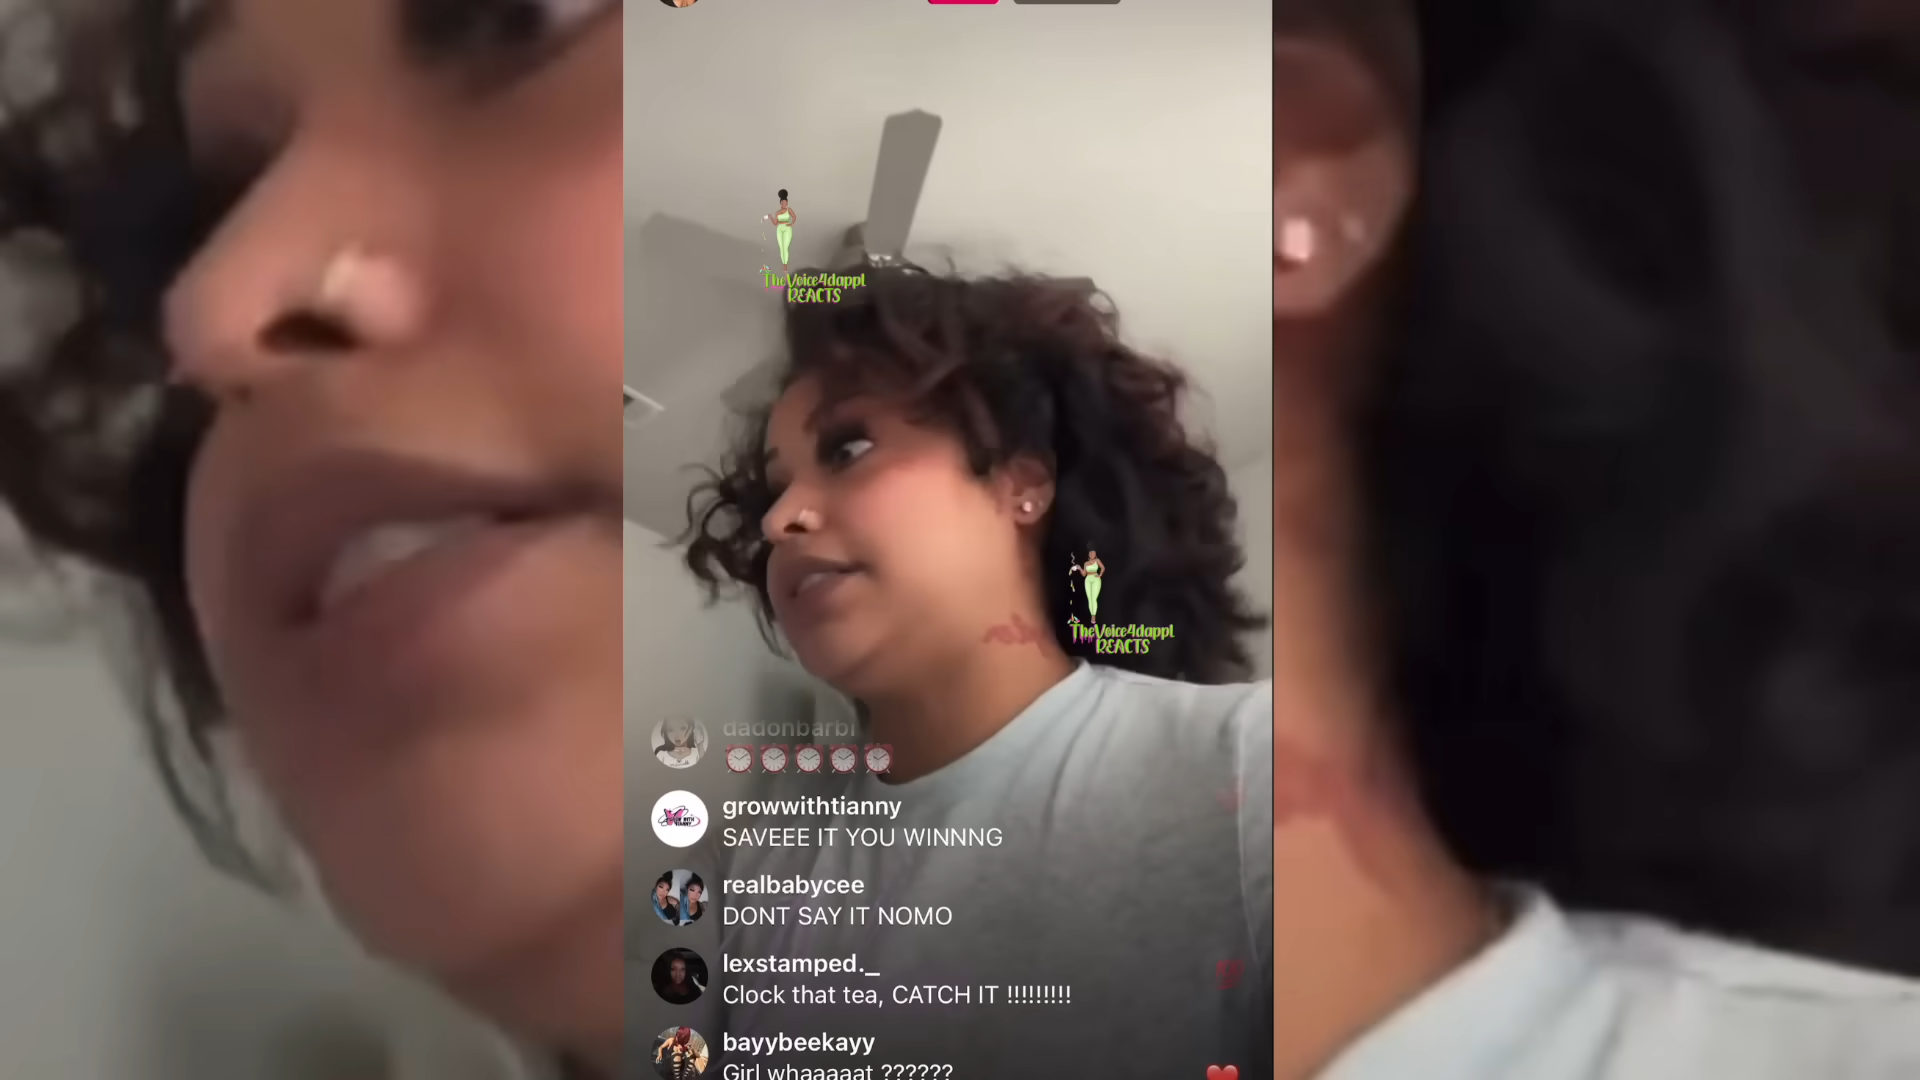 TheVoice4dappl
REACTS
TheVoice4dappl
REACTS
dadonbarbi
⏰⏰⏰⏰⏰
growwithtianny
SAVEEE IT YOU WINNNG
realbabycee
DONT SAY IT NOMO
lexstamped._
Clock that tea, CATCH IT !!!!!!!!!
bayybeekayy
Girl whaaaaat ??????